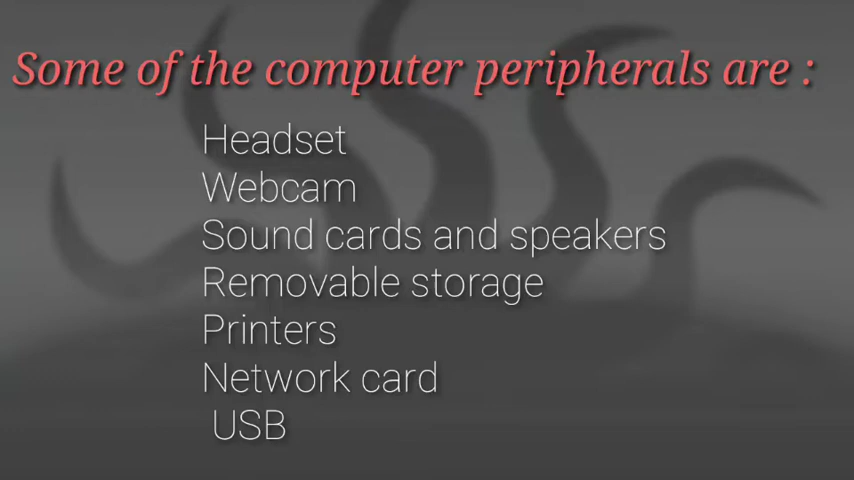 Some of the computer peripherals are :
Headset
Webcam
Sound cards and speakers
Removable storage
Printers
Network card
USB